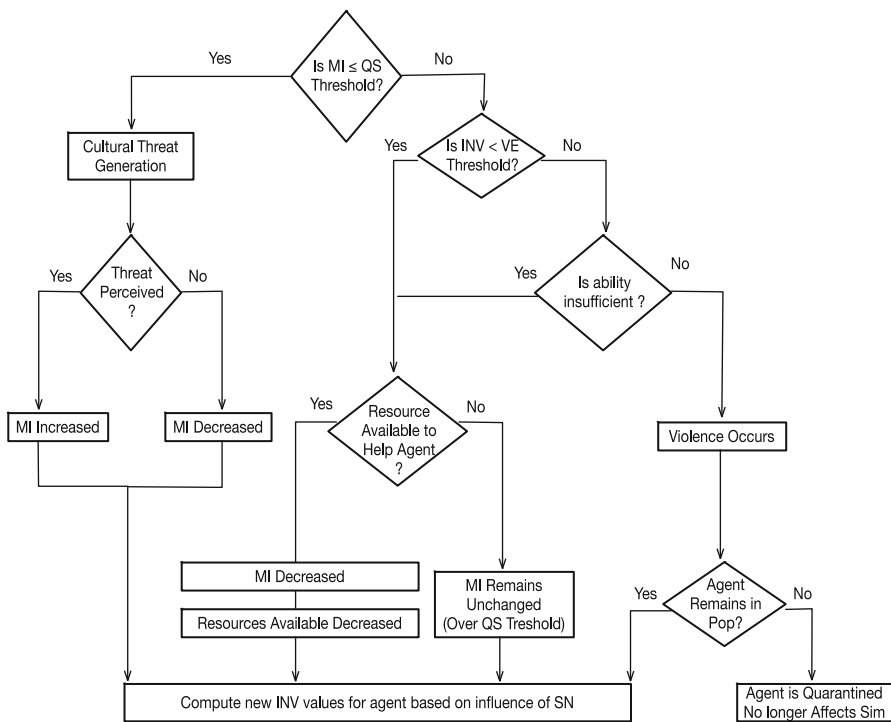 Yes
Is MI ≤ QS
Threshold?
No
Cultural Threat
Generation
Yes
Is INV < VE
Threshold?
No
Yes
Threat
Perceived
?
No
Yes
Is ability
insufficient ?
No
MI Increased
MI Decreased
Yes
Resource
Available to
Help Agent
?
No
Violence Occurs
MI Decreased
Resources Available Decreased
MI Remains
Unchanged
(Over QS Treshold)
Yes
Agent
Remains in
Pop?
No
Compute new INV values for agent based on influence of SN
Agent is Quarantined
No longer Affects Sim